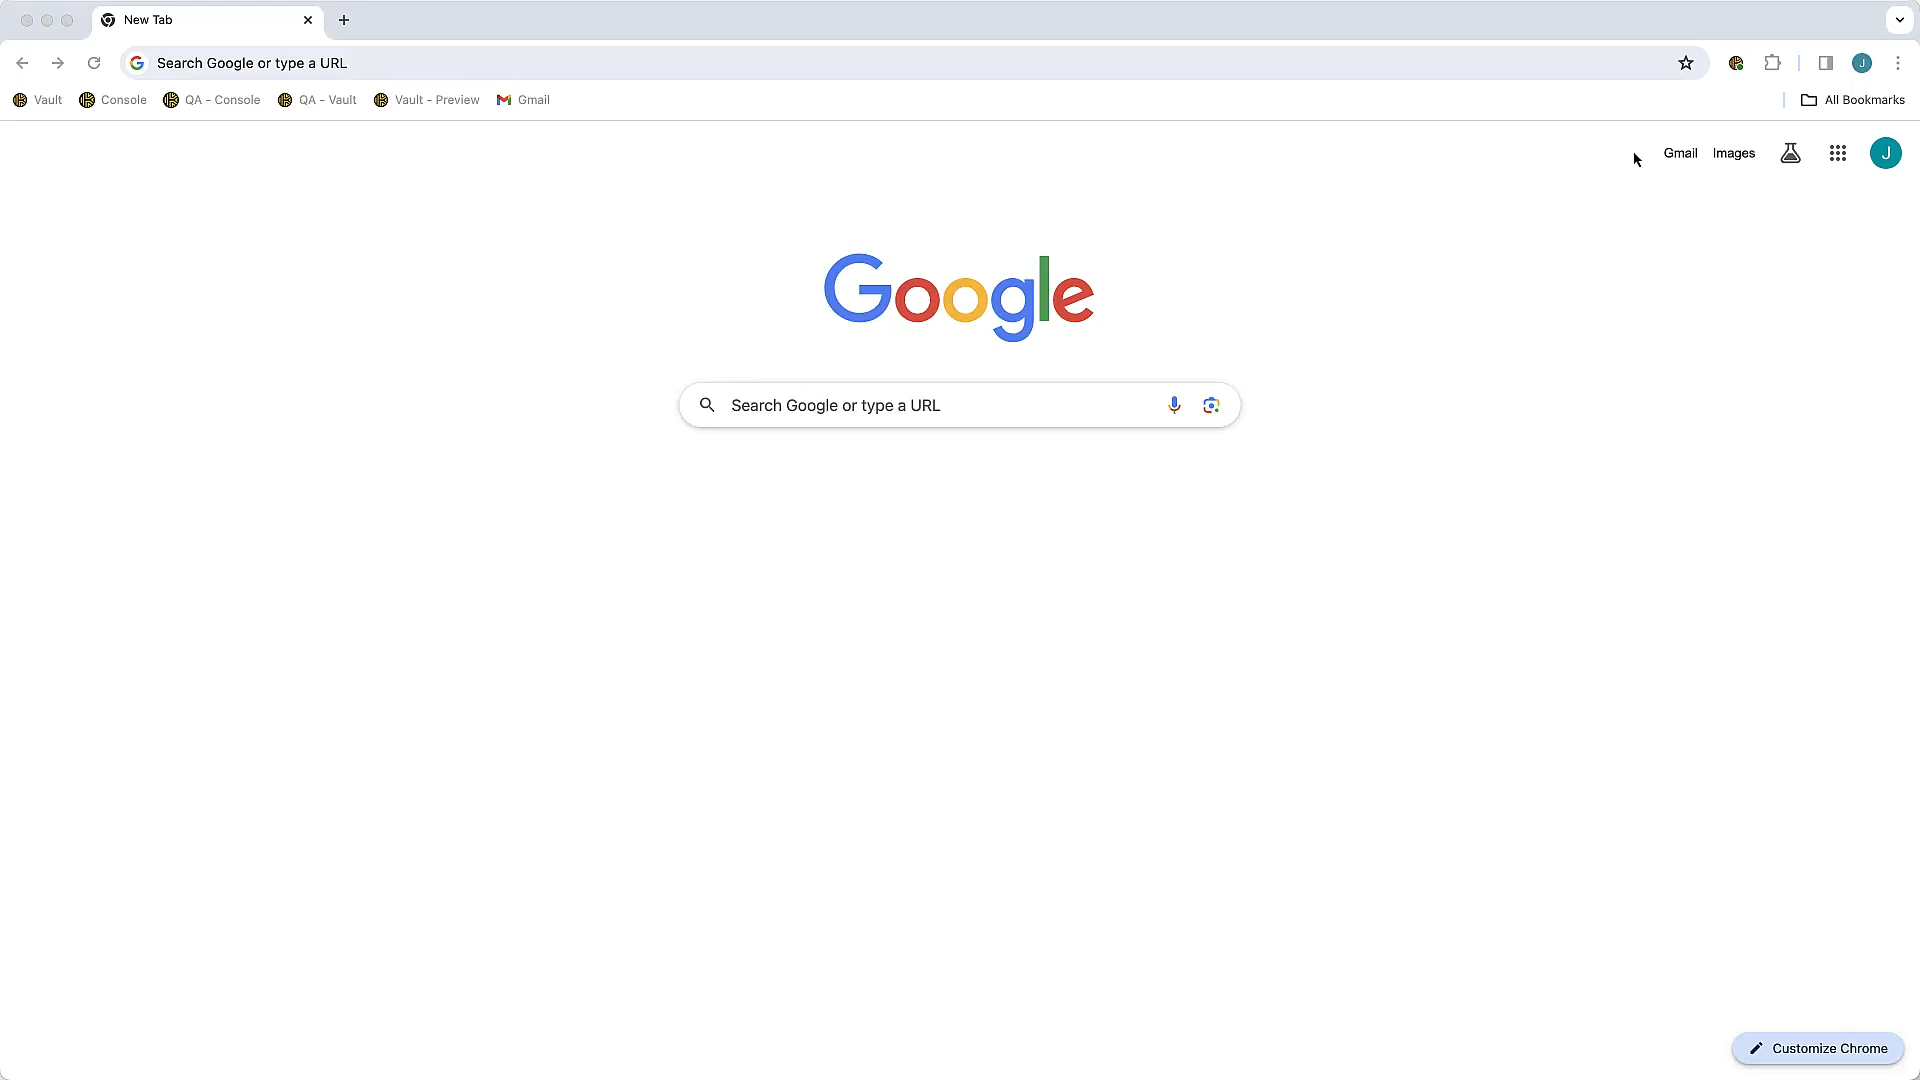 New Tab
Search Google or type a URL
J
Vault
Console
QA - Console
QA - Vault
Vault - Preview
Gmail
All Bookmarks
Gmail
Images
J
Google
Search Google or type a URL
Customize Chrome